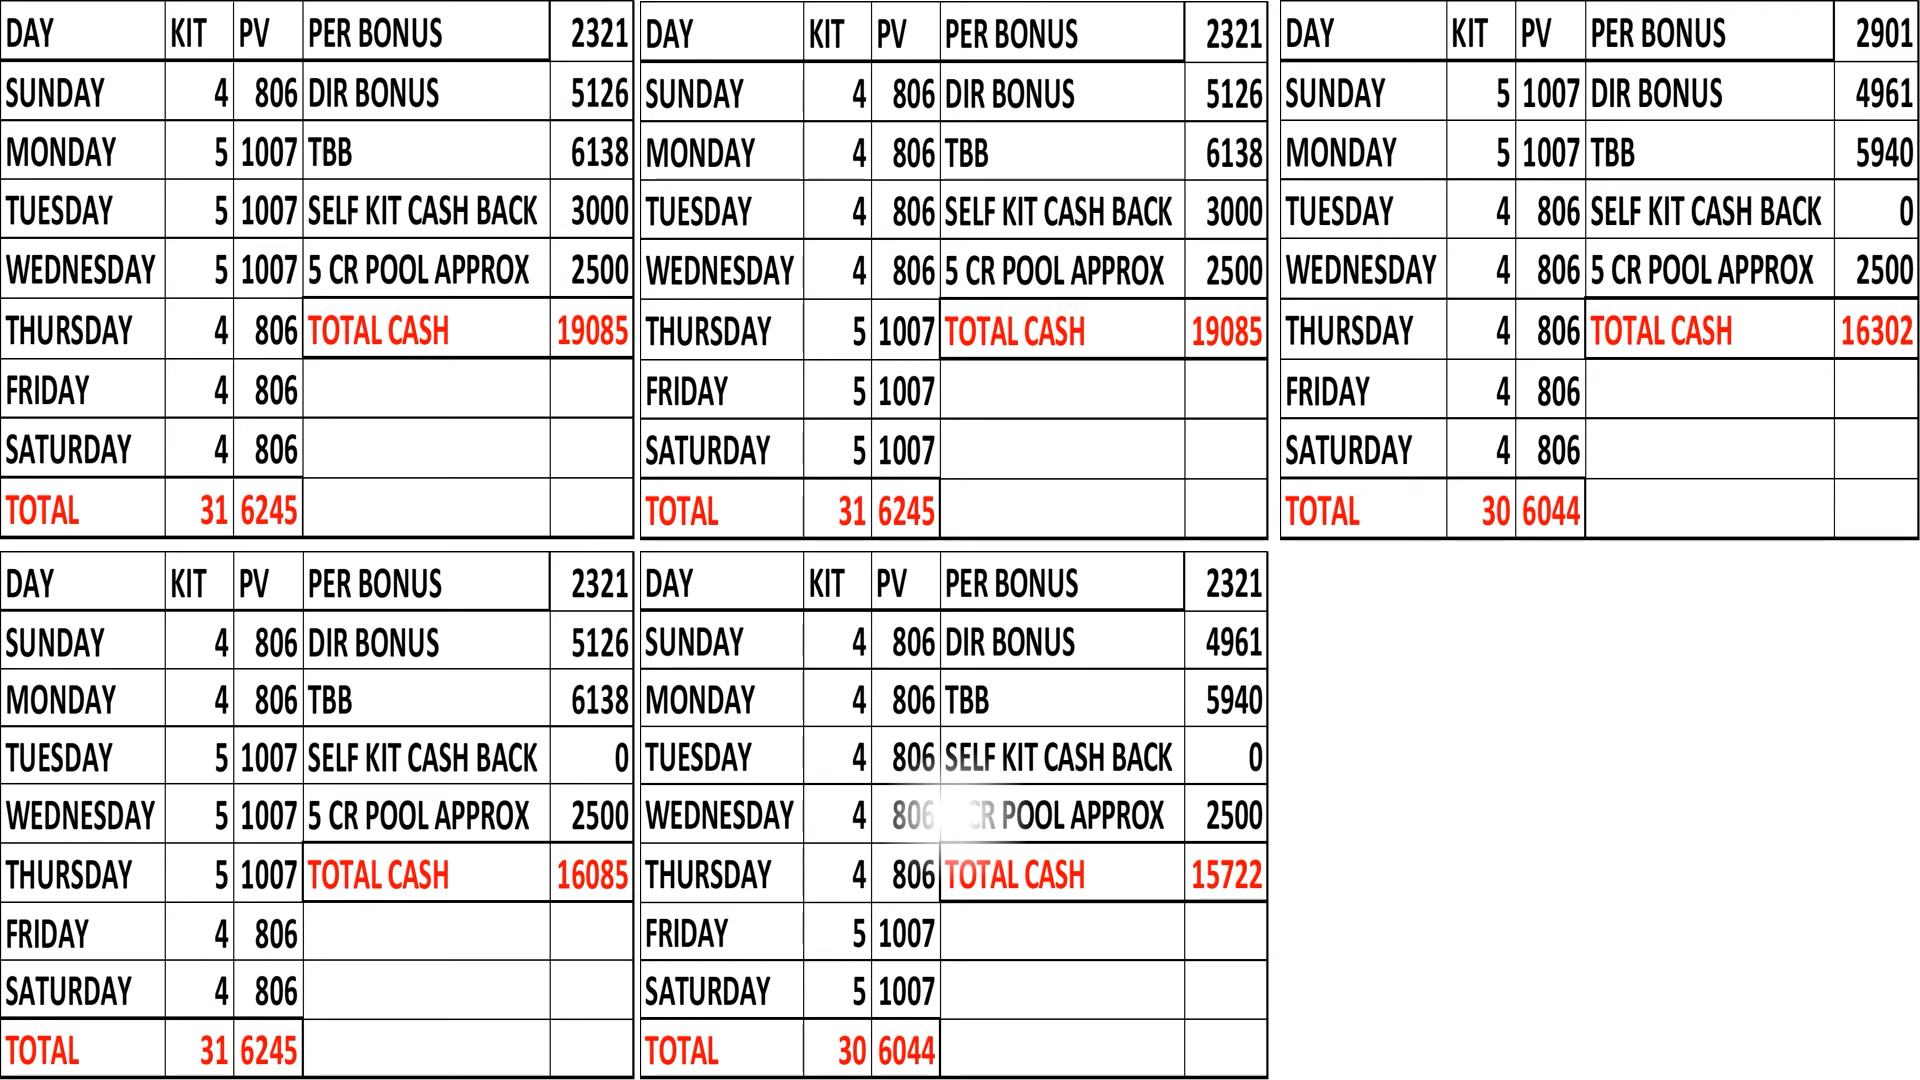 DAY KIT PV PER BONUS 2321
SUNDAY 4 806 DIR BONUS 5126
MONDAY 5 1007 TBB 6138
TUESDAY 5 1007 SELF KIT CASH BACK 3000
WEDNESDAY 5 1007 5 CR POOL APPROX 2500
THURSDAY 4 806 TOTAL CASH 19085
FRIDAY 4 806
SATURDAY 4 806
TOTAL 31 6245
DAY KIT PV PER BONUS 2321
SUNDAY 4 806 DIR BONUS 5126
MONDAY 4 806 TBB 6138
TUESDAY 4 806 SELF KIT CASH BACK 3000
WEDNESDAY 4 806 5 CR POOL APPROX 2500
THURSDAY 5 1007 TOTAL CASH 19085
FRIDAY 5 1007
SATURDAY 5 1007
TOTAL 31 6245
DAY KIT PV PER BONUS 2901
SUNDAY 5 1007 DIR BONUS 4961
MONDAY 5 1007 TBB 5940
TUESDAY 4 806 SELF KIT CASH BACK 0
WEDNESDAY 4 806 5 CR POOL APPROX 2500
THURSDAY 4 806 TOTAL CASH 16302
FRIDAY 4 806
SATURDAY 4 806
TOTAL 30 6044
DAY KIT PV PER BONUS 2321
SUNDAY 4 806 DIR BONUS 5126
MONDAY 4 806 TBB 6138
TUESDAY 5 1007 SELF KIT CASH BACK 0
WEDNESDAY 5 1007 5 CR POOL APPROX 2500
THURSDAY 5 1007 TOTAL CASH 16085
FRIDAY 4 806
SATURDAY 4 806
TOTAL 31 6245
DAY KIT PV PER BONUS 2321
SUNDAY 4 806 DIR BONUS 4961
MONDAY 4 806 TBB 5940
TUESDAY 4 806 SELF KIT CASH BACK 0
WEDNESDAY 4 806 CR POOL APPROX 2500
THURSDAY 4 806 TOTAL CASH 15722
FRIDAY 5 1007
SATURDAY 5 1007
TOTAL 30 6044